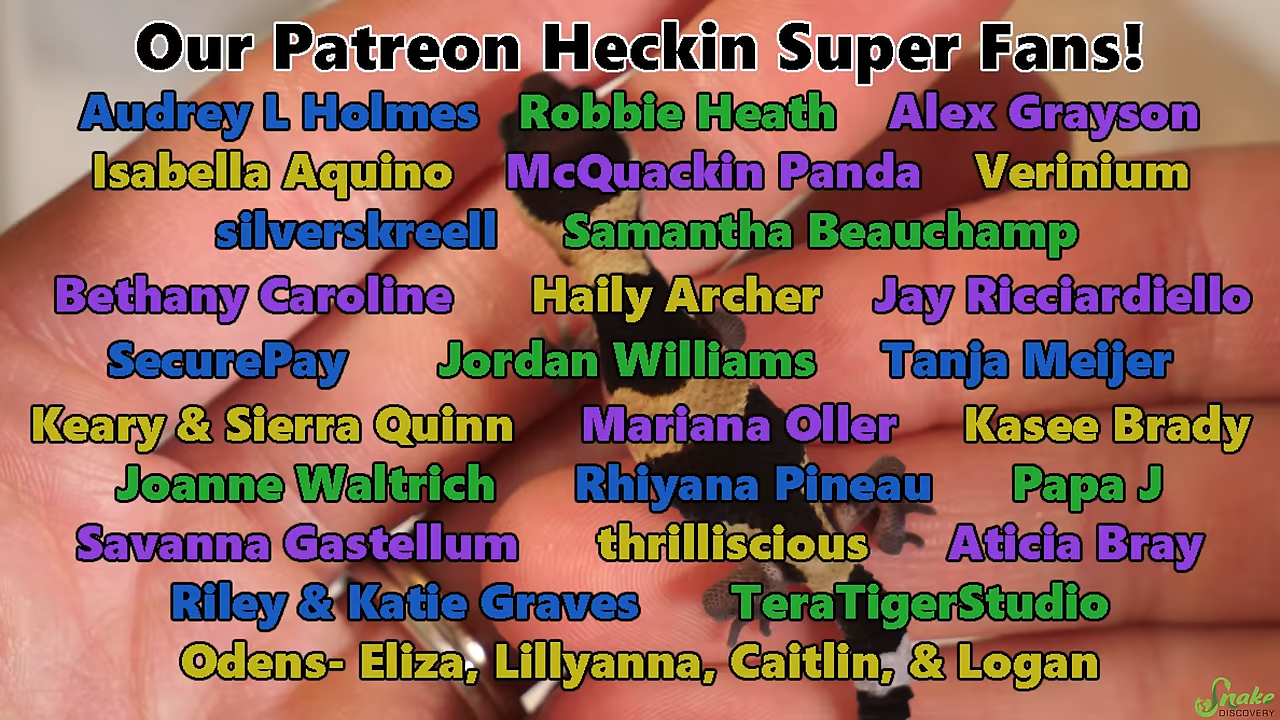 Our Patreon Heckin Super Fans!
Audrey L Holmes Robbie Heath Alex Grayson
Isabella Aquino McQuackin Panda Verinium
silverskreell Samantha Beauchamp
Bethany Caroline Haily Archer Jay Ricciardiello
SecurePay Jordan Williams Tanja Meijer
Keary & Sierra Quinn Mariana Oller Kasee Brady
Joanne Waltrich Rhiyana Pineau Papa J
Savanna Gastellum thrilliscious Aticia Bray
Riley & Katie Graves TeraTigerStudio
Odens- Eliza, Lillyanna, Caitlin, & Logan
Snake
DISCOVERY